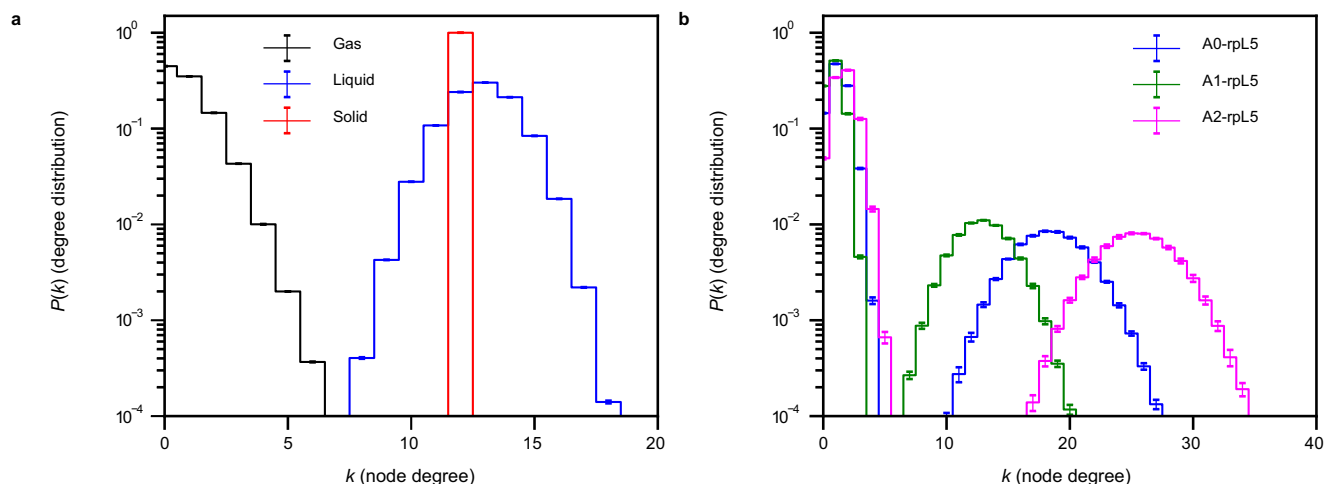 a
P(k) (degree distribution)
10⁰
10⁻¹
10⁻²
10⁻³
10⁻⁴
Gas
Liquid
Solid
0 5 10 15 20
k (node degree)
b
P(k) (degree distribution)
10⁰
10⁻¹
10⁻²
10⁻³
10⁻⁴
A0-rpL5
A1-rpL5
A2-rpL5
0 10 20 30 40
k (node degree)